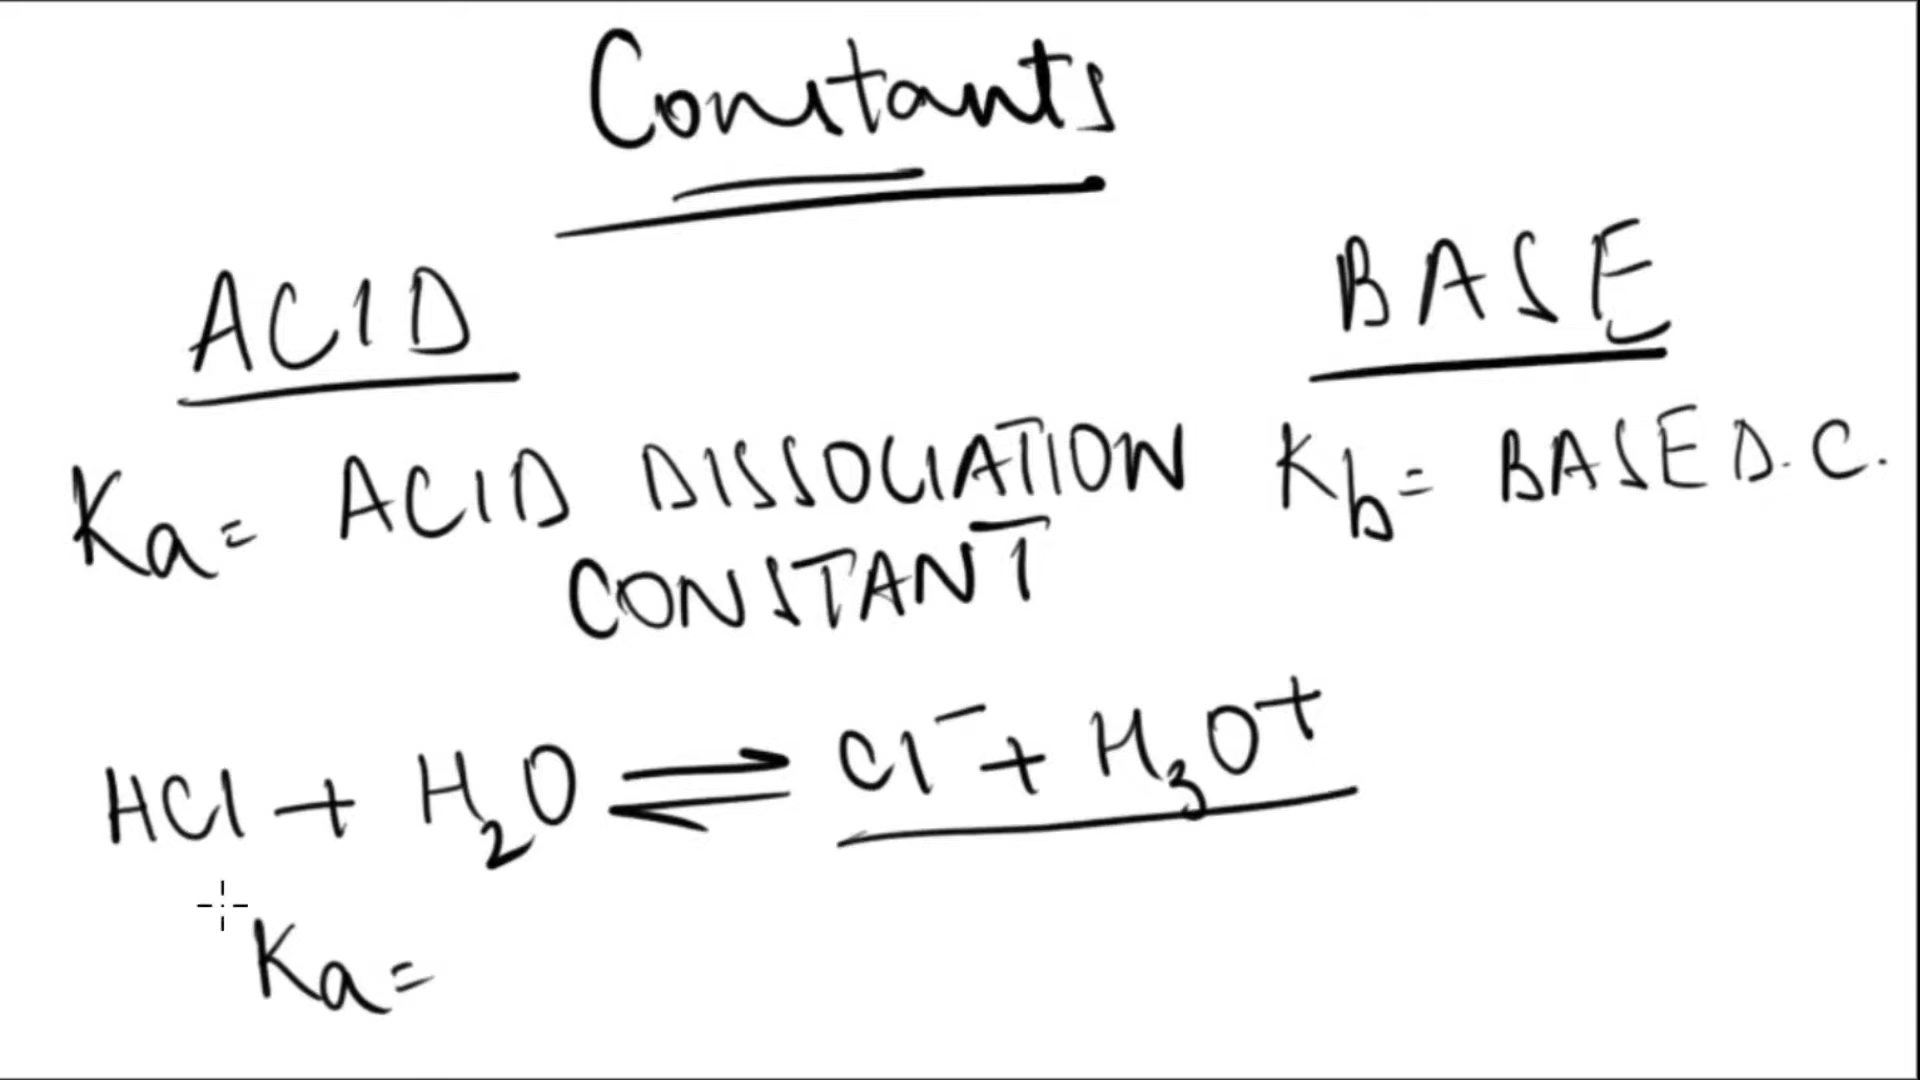 Constants
ACID
BASE
Ka = ACID DISSOCIATION CONSTANT
Kb = BASE D.C.
HCl + H₂O ⇌ Cl⁻ + H₃O⁺
Ka =